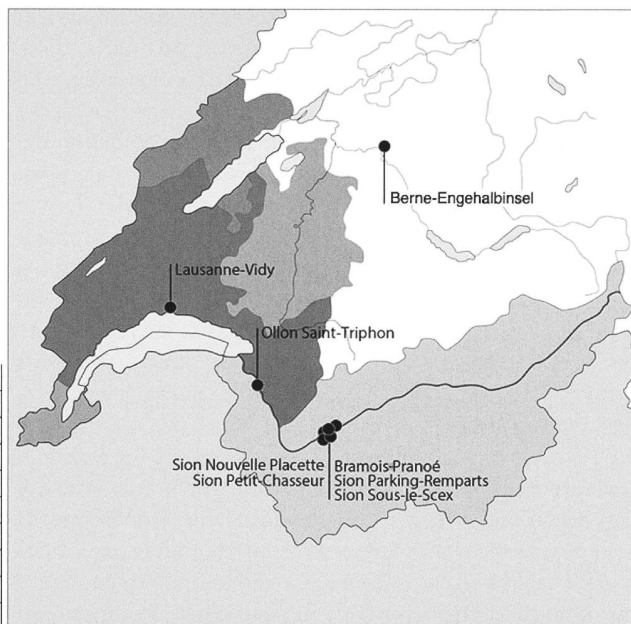 Berne-Engehalbinsel
Lausanne-Vidy
Ollon Saint-Triphon
Sion Nouvelle Placette
Sion Petit-Chasseur
Bramois-Pranoé
Sion Parking-Remparts
Sion Sous-le-Scex